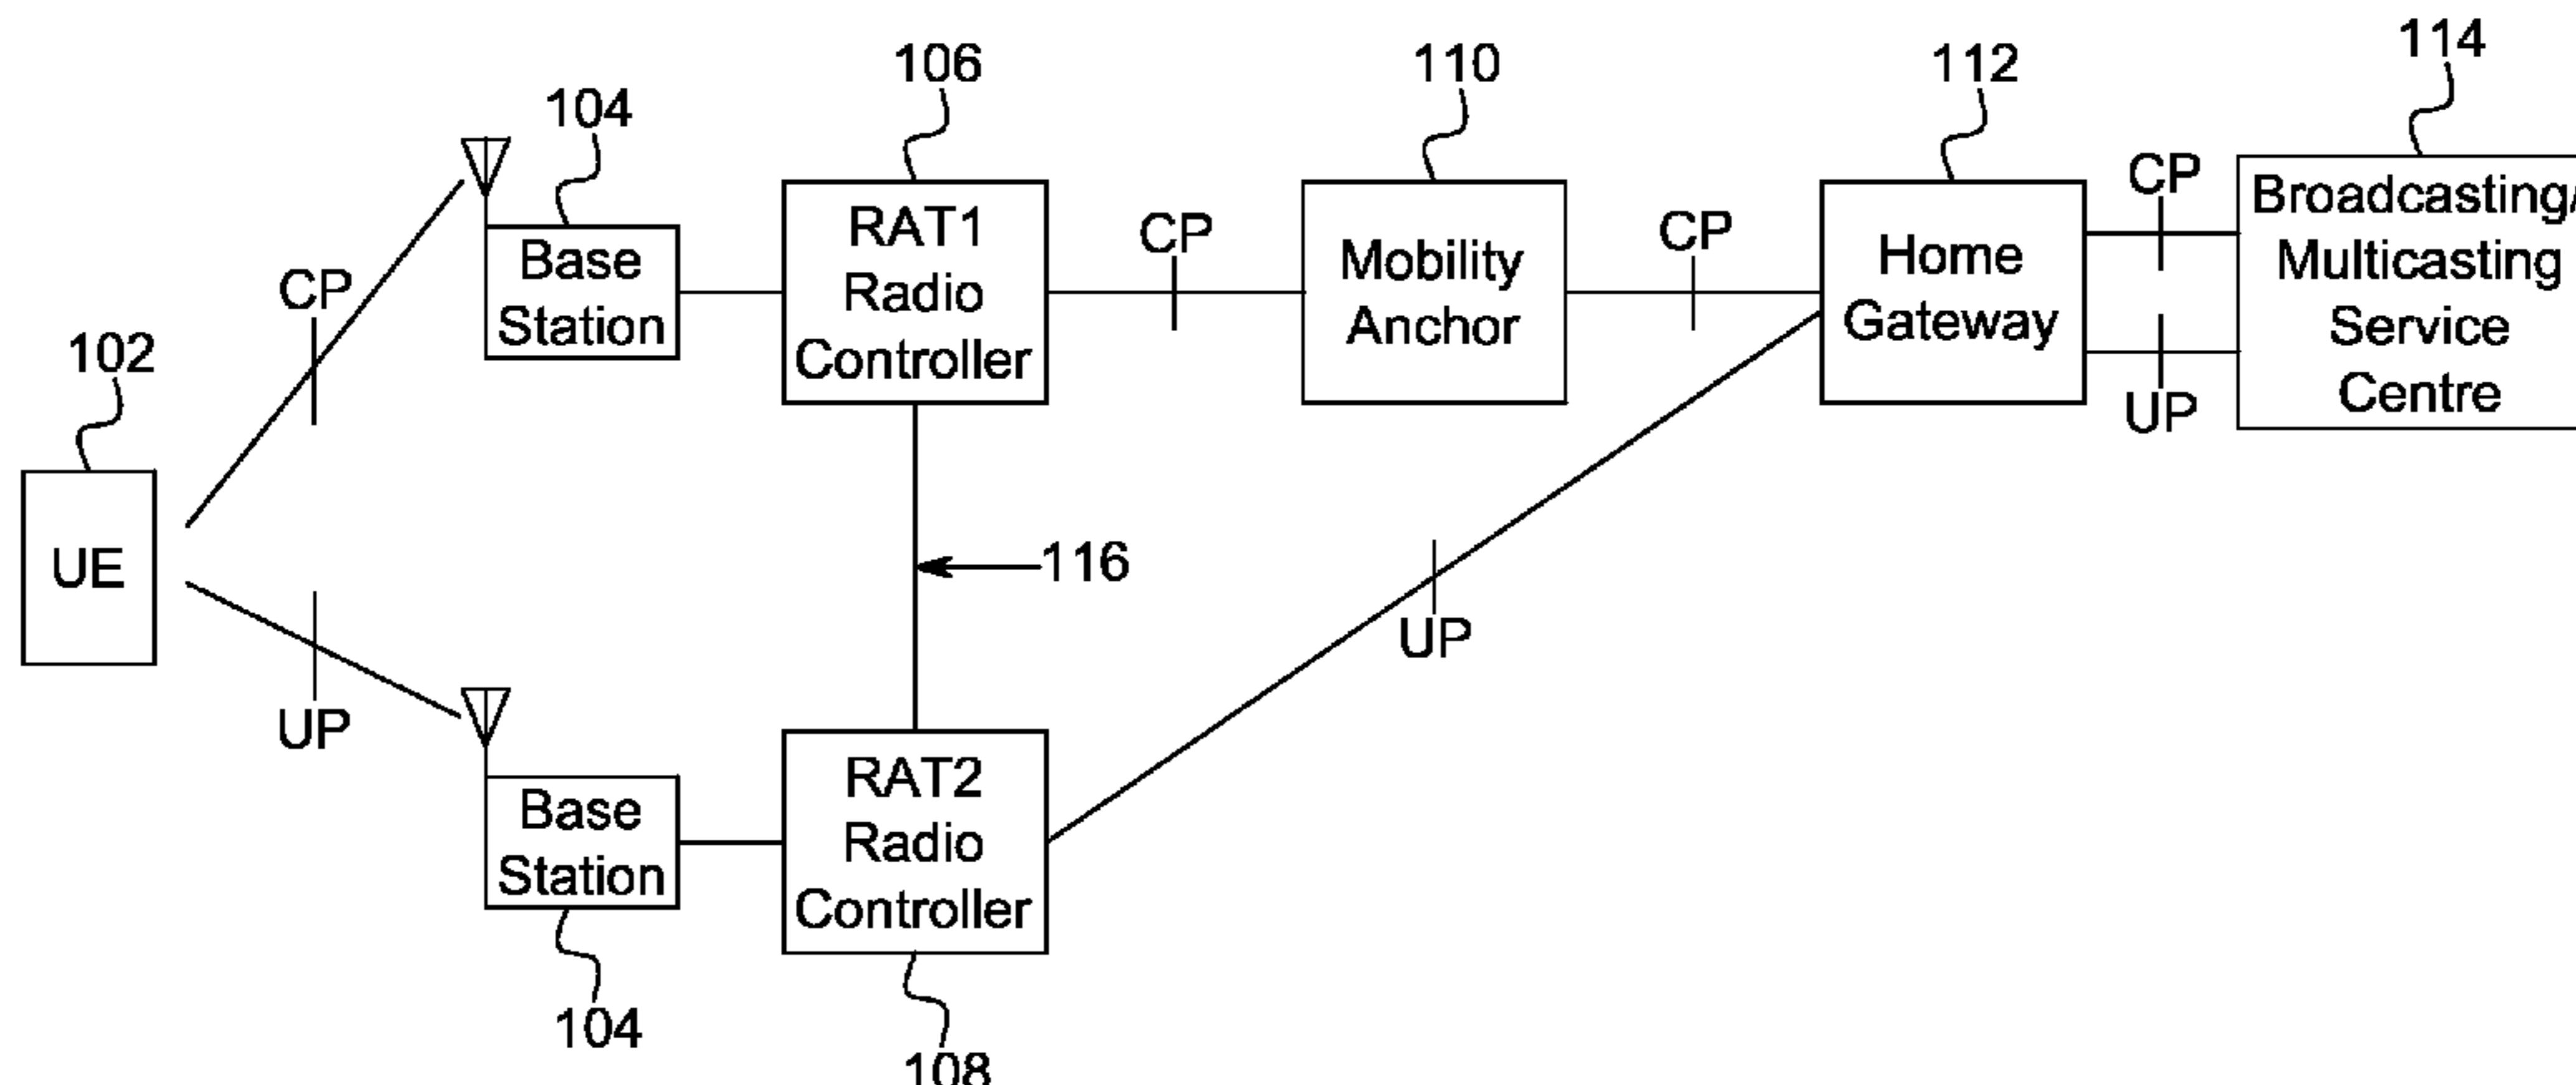 114
106
110
112
104
CP
Broadcasting/
Multicasting
Service
Centre
RAT1
Radio
Controller
CP
CP
Mobility
Anchor
Home
Gateway
Base
Station
CP
102
UP
UE
116
UP
UP
RAT2
Radio
Controller
Base
Station
104
108